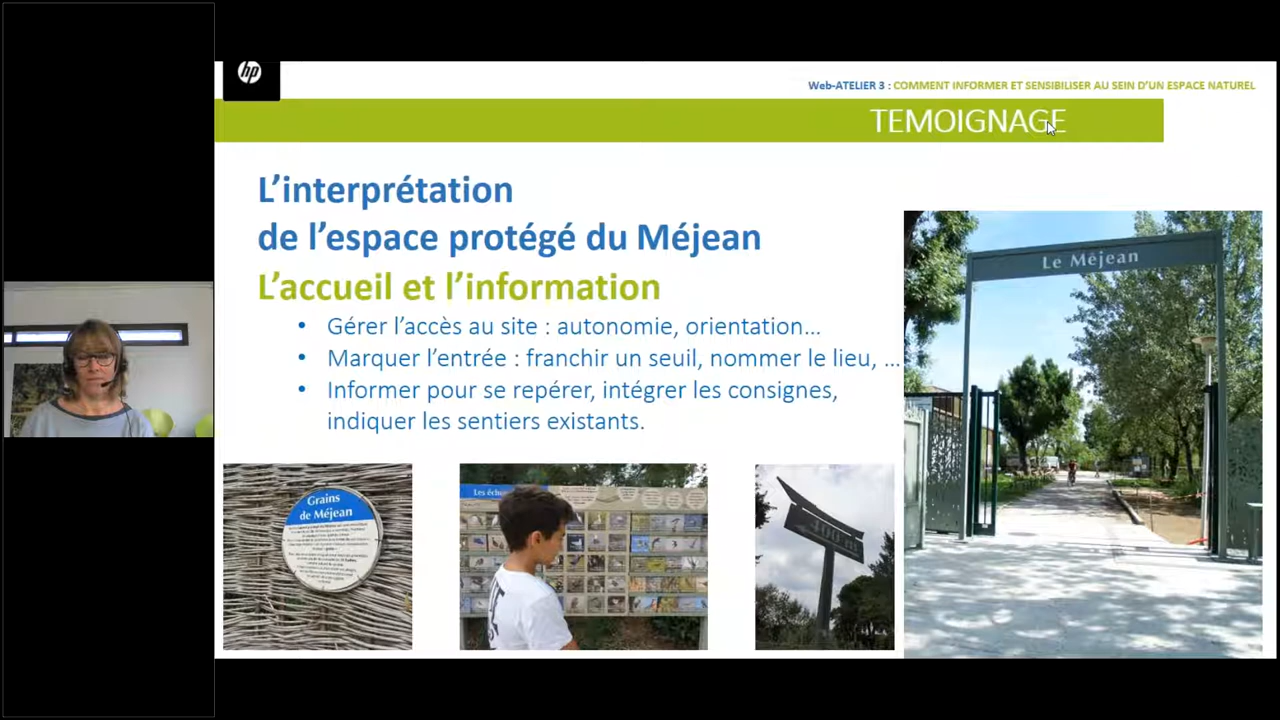 hp
Web-ATELIER 3 : COMMENT INFORMER ET SENSIBILISER AU SEIN D'UN ESPACE NATUREL
TEMOIGNAGE
L'interprétation
de l'espace protégé du Méjean
L'accueil et l'information
• Gérer l'accès au site : autonomie, orientation...
• Marquer l'entrée : franchir un seuil, nommer le lieu, ...
• Informer pour se repérer, intégrer les consignes,
indiquer les sentiers existants.
Le Méjean
Grains
de Méjean
Les
400 m